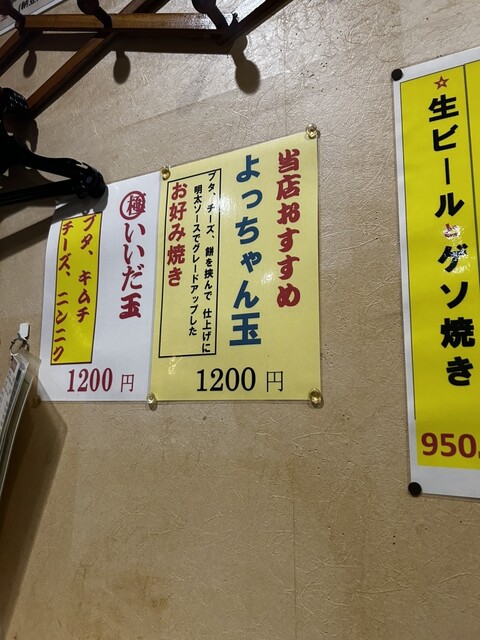 ☆生ビールとゲソ焼き
950
当店おすすめ
よっちゃん玉
ブタ、チーズ、餅を挟んで 仕上げに
明太ソースでグレードアップした
お好み焼き
1200円
極いいだ玉
ブタ、キムチ
チーズ、ニンニク
1200円